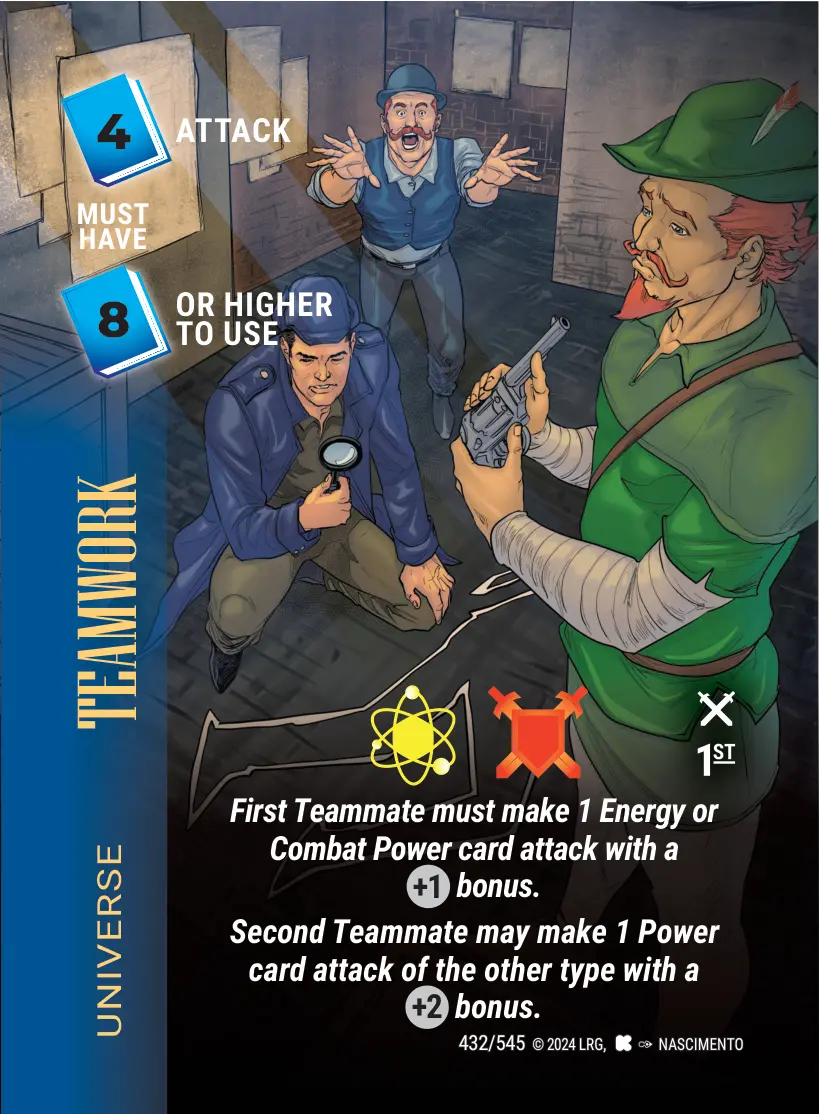 4 ATTACK
MUST
HAVE
8 OR HIGHER
TO USE
TEAMWORK
UNIVERSE
1ST
First Teammate must make 1 Energy or
Combat Power card attack with a
+1 bonus.
Second Teammate may make 1 Power
card attack of the other type with a
+2 bonus.
432/545 © 2024 LRG, NASCIMENTO